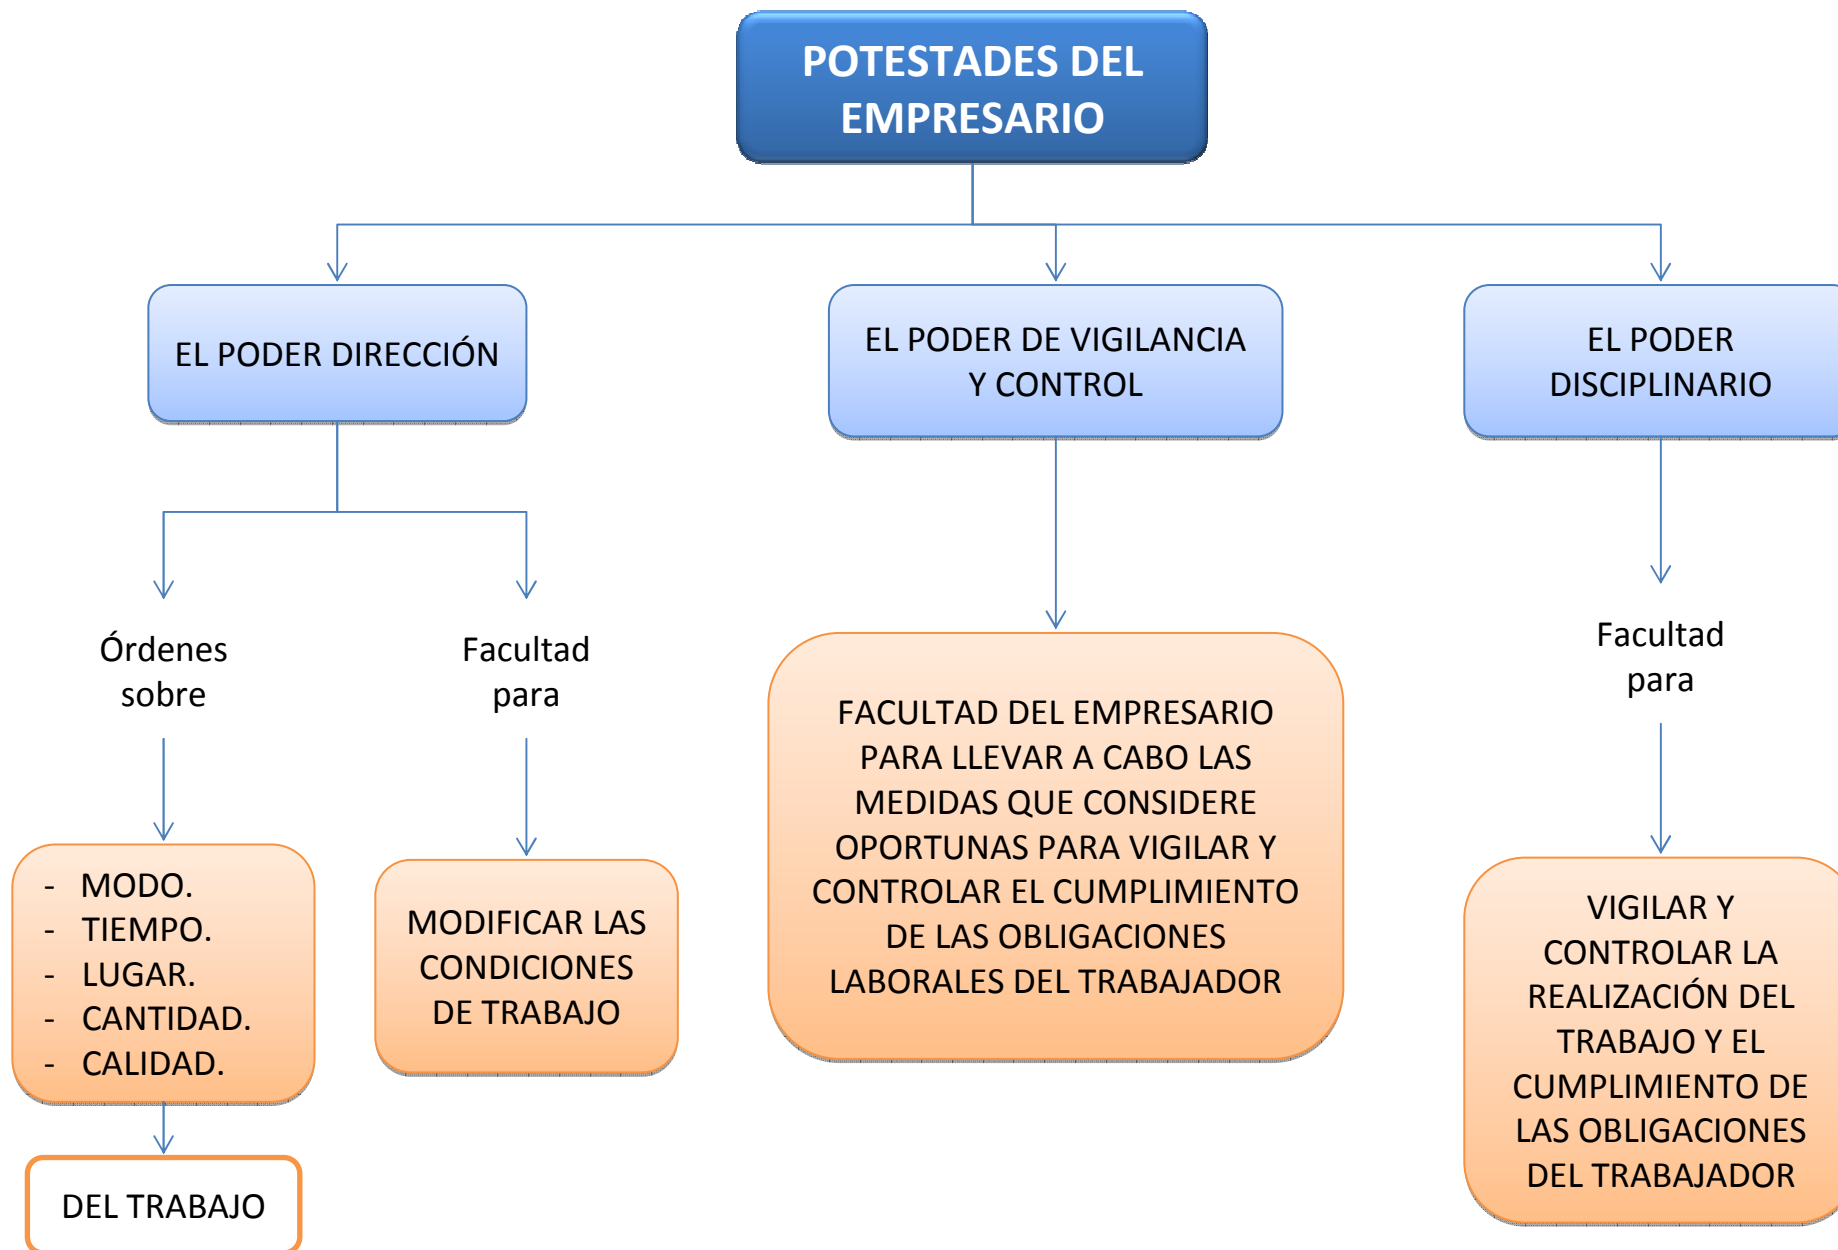 POTESTADES DEL
EMPRESARIO
EL PODER DIRECCIÓN
Órdenes
sobre
- MODO.
- TIEMPO.
- LUGAR.
- CANTIDAD.
- CALIDAD.
DEL TRABAJO
Facultad
para
MODIFICAR LAS
CONDICIONES
DE TRABAJO
EL PODER DE VIGILANCIA
Y CONTROL
FACULTAD DEL EMPRESARIO
PARA LLEVAR A CABO LAS
MEDIDAS QUE CONSIDERE
OPORTUNAS PARA VIGILAR Y
CONTROLAR EL CUMPLIMIENTO
DE LAS OBLIGACIONES
LABORALES DEL TRABAJADOR
EL PODER
DISCIPLINARIO
Facultad
para
VIGILAR Y
CONTROLAR LA
REALIZACIÓN DEL
TRABAJO Y EL
CUMPLIMIENTO DE
LAS OBLIGACIONES
DEL TRABAJADOR